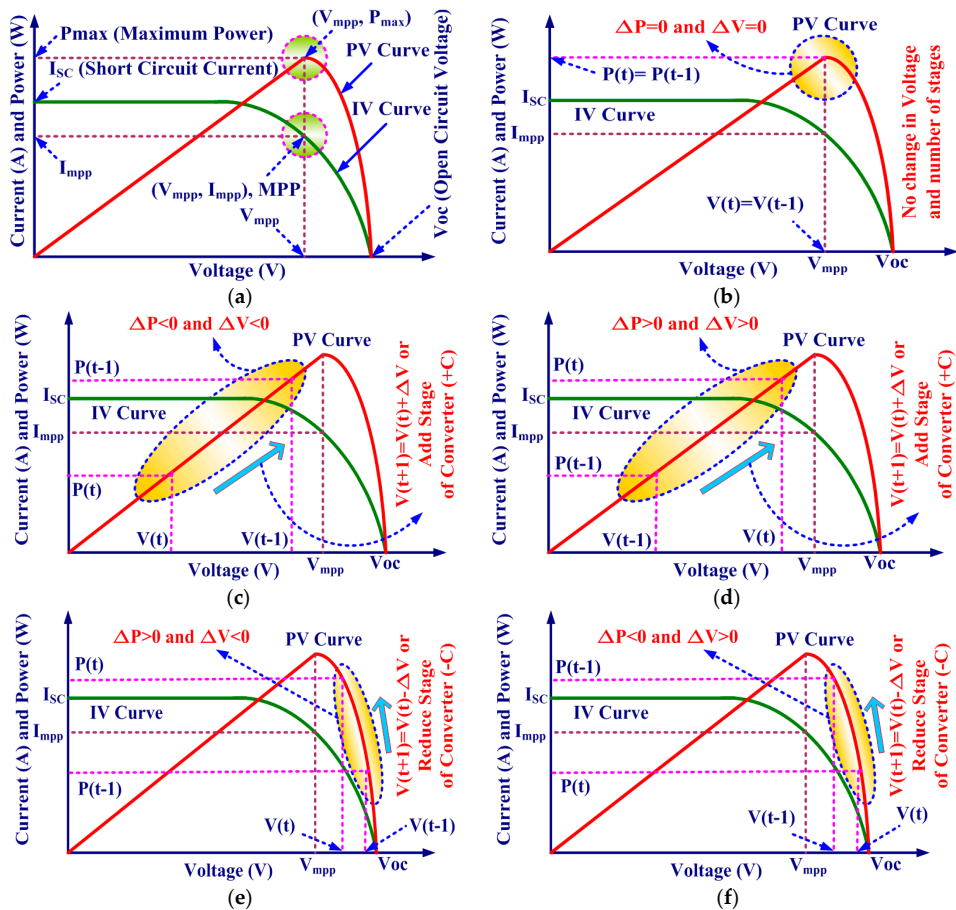 Current (A) and Power (W)
Pmax (Maximum Power)
(Vmpp, Pmax)
PV Curve
ISC (Short Circuit Current)
IV Curve
Impp
(Vmpp, Impp), MPP
Vmpp
Voc (Open Circuit Voltage)
Voltage (V)
(a)
Current (A) and Power (W)
ΔP=0 and ΔV=0
PV Curve
P(t)= P(t-1)
ISC
IV Curve
Impp
V(t)=V(t-1)
No change in Voltage
and number of stages
Voltage (V)
Vmpp
Voc
(b)
Current (A) and Power (W)
ΔP<0 and ΔV<0
PV Curve
P(t-1)
ISC
IV Curve
Impp
P(t)
V(t)
V(t-1)
V(t+1)=V(t)+ΔV or
Add Stage
of Converter (+C)
Voltage (V)
Vmpp
Voc
(c)
Current (A) and Power (W)
ΔP>0 and ΔV>0
PV Curve
P(t)
ISC
IV Curve
Impp
P(t-1)
V(t-1)
V(t)
V(t+1)=V(t)+ΔV or
Add Stage
of Converter (+C)
Voltage (V)
Vmpp
Voc
(d)
Current (A) and Power (W)
ΔP>0 and ΔV<0
PV Curve
P(t)
ISC
IV Curve
Impp
P(t-1)
V(t)
V(t-1)
V(t+1)=V(t)-ΔV or
Reduce Stage
of Converter (-C)
Voltage (V)
Vmpp
Voc
(e)
Current (A) and Power (W)
ΔP<0 and ΔV>0
PV Curve
P(t-1)
ISC
IV Curve
Impp
P(t)
V(t-1)
V(t)
V(t+1)=V(t)-ΔV or
Reduce Stage
of Converter (-C)
Voltage (V)
Vmpp
Voc
(f)